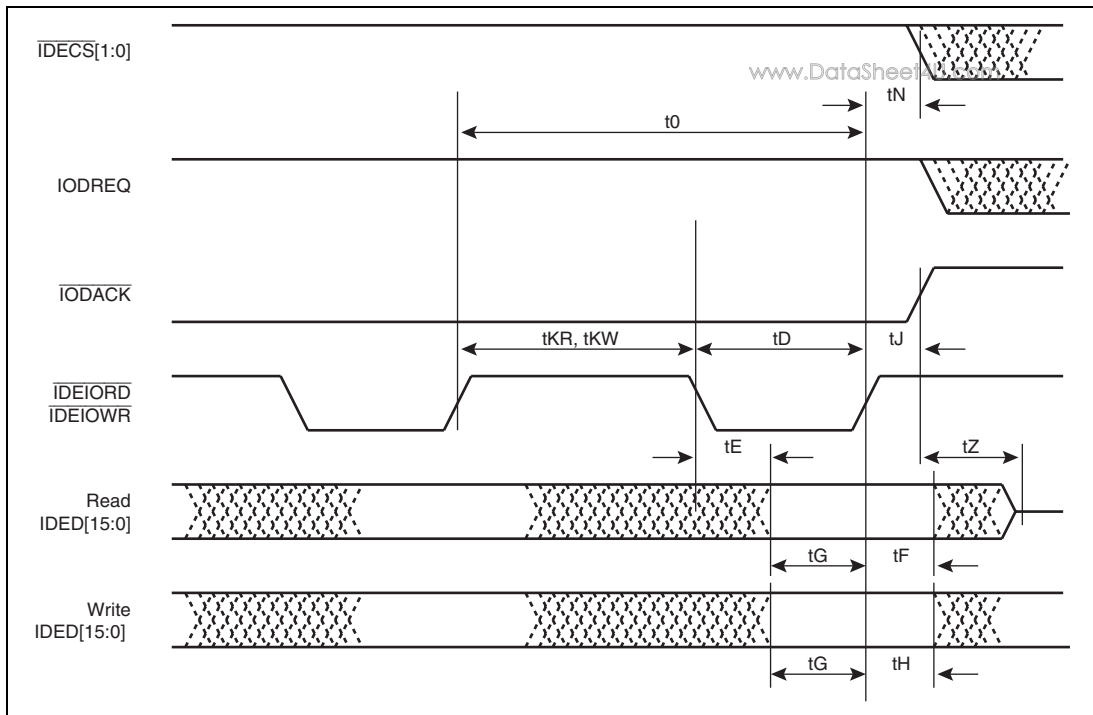 IDECS[1:0]
www.DataSheet4U.com
tN
t0
IODREQ
IODACK
tKR, tKW
tD
tJ
IDEIORD
IDEIOWR
tE
tZ
Read
IDED[15:0]
tG
tF
Write
IDED[15:0]
tG
tH